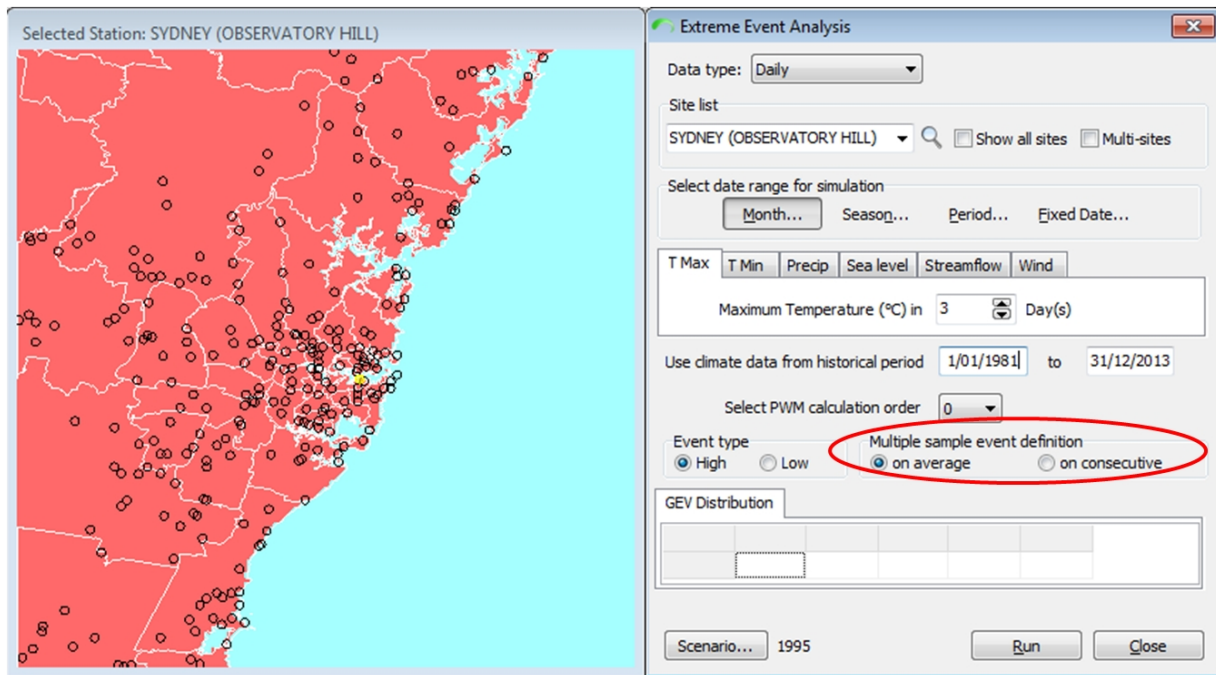 Selected Station: SYDNEY (OBSERVATORY HILL)
Extreme Event Analysis
Data type: Daily
Site list
SYDNEY (OBSERVATORY HILL) Show all sites Multi-sites
Select date range for simulation
Month... Season... Period... Fixed Date...
T Max T Min Precip Sea level Streamflow Wind
Maximum Temperature (ºC) in 3 Day(s)
Use climate data from historical period 1/01/1981 to 31/12/2013
Select PWM calculation order 0
Event type Multiple sample event definition
High Low on average on consecutive
GEV Distribution
Scenario... 1995 Run Close